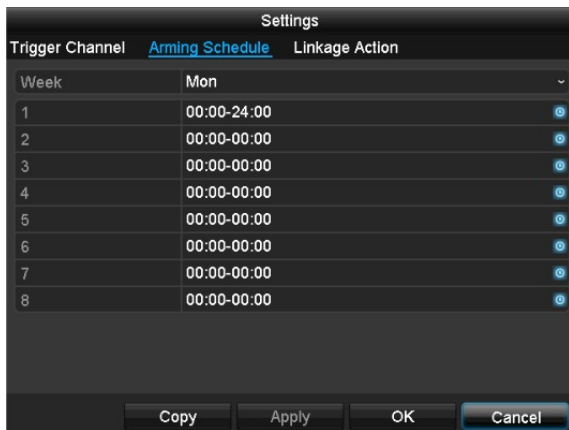 Settings
Trigger Channel Arming Schedule Linkage Action
Week Mon
1 00:00-24:00
2 00:00-00:00
3 00:00-00:00
4 00:00-00:00
5 00:00-00:00
6 00:00-00:00
7 00:00-00:00
8 00:00-00:00
Copy Apply OK Cancel